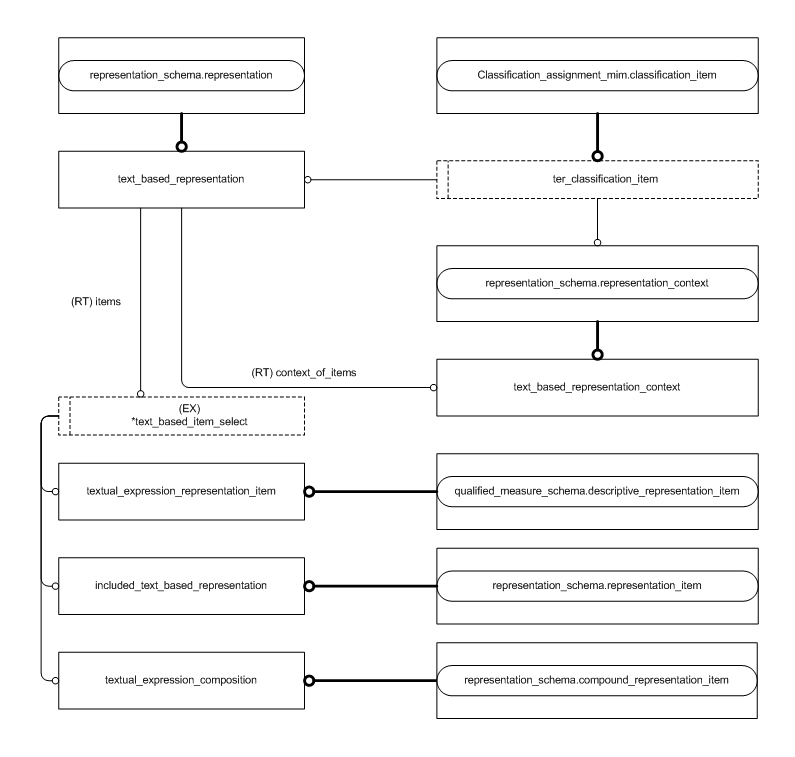 representation_schema.representation
Classification_assignment_mim.classification_item
text_based_representation
ter_classification_item
representation_schema.representation_context
(RT) items
(RT) context_of_items
text_based_representation_context
(EX)
*text_based_item_select
textual_expression_representation_item
qualified_measure_schema.descriptive_representation_item
included_text_based_representation
representation_schema.representation_item
textual_expression_composition
representation_schema.compound_representation_item